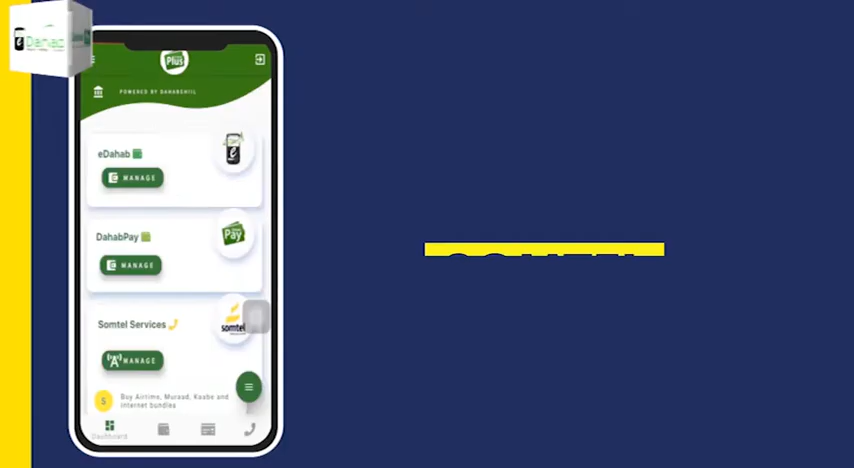 Plus
POWERED BY DAHABSHIIL
eDahab
MANAGE
DahabPay
Pay
MANAGE
Somtel Services
somtel
MANAGE
S
Buy Airtime, Muraad, Kaabe and
Internet bundles
Dashboard